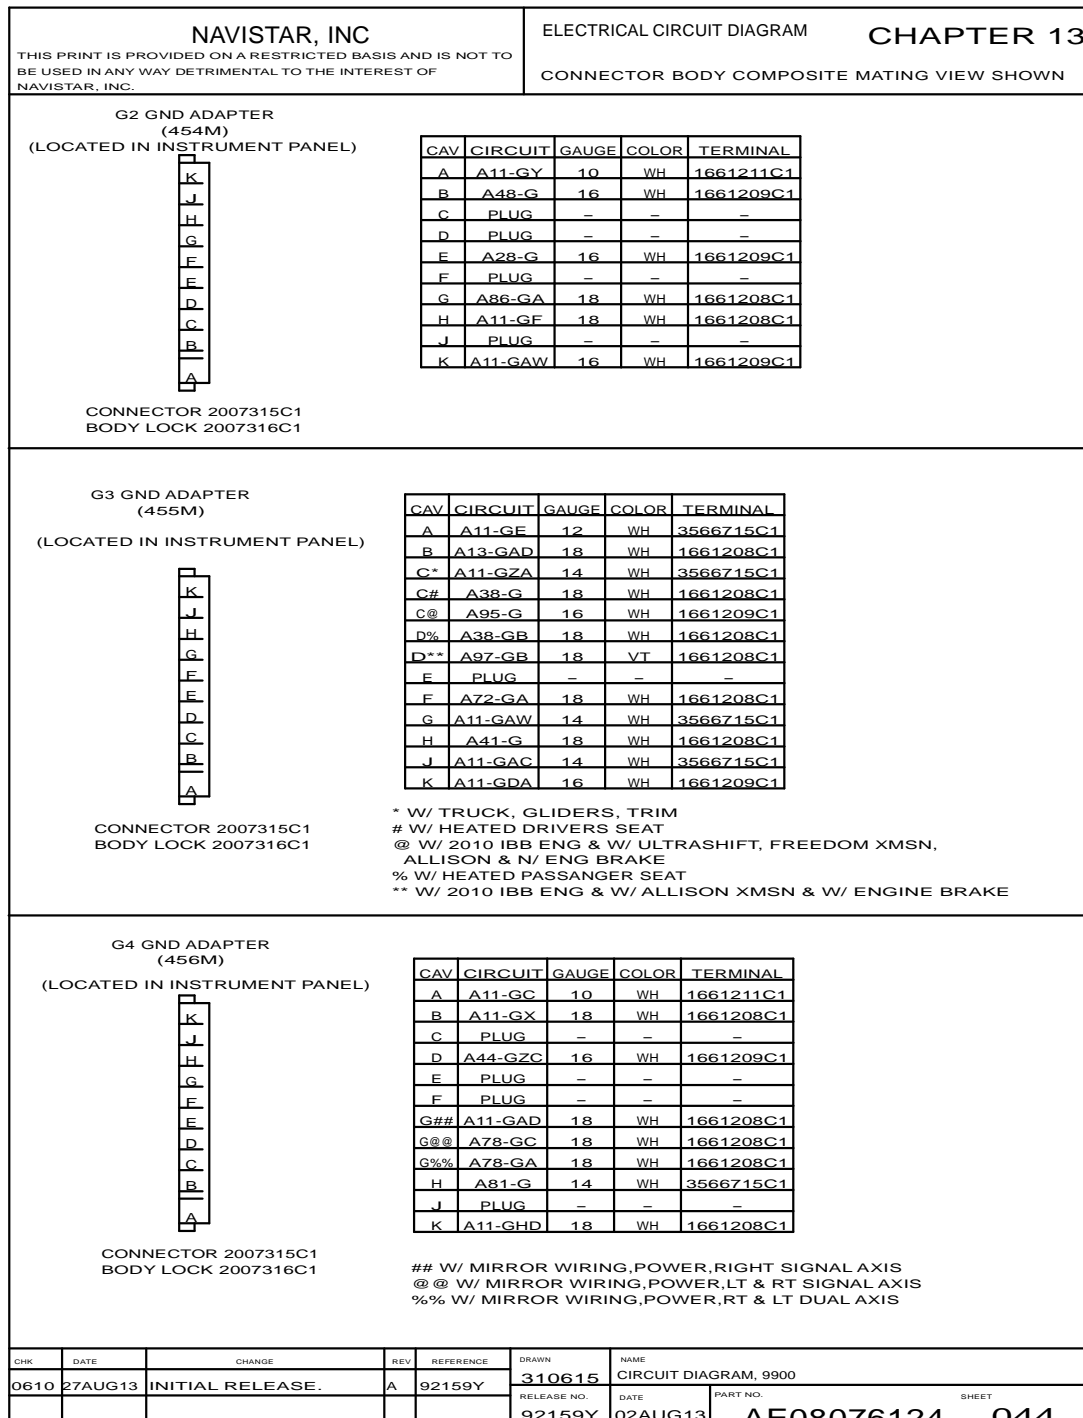 NAVISTAR, INC
THIS PRINT IS PROVIDED ON A RESTRICTED BASIS AND IS NOT TO
BE USED IN ANY WAY DETRIMENTAL TO THE INTEREST OF
NAVISTAR, INC.
ELECTRICAL CIRCUIT DIAGRAM
CHAPTER 13
CONNECTOR BODY COMPOSITE MATING VIEW SHOWN
G2 GND ADAPTER
(454M)
(LOCATED IN INSTRUMENT PANEL)
K
J
H
G
F
E
D
C
B
A
CONNECTOR 2007315C1
BODY LOCK 2007316C1
CAV CIRCUIT GAUGE COLOR TERMINAL
A A11-GY 10 WH 1661211C1
B A48-G 16 WH 1661209C1
C PLUG – – –
D PLUG – – –
E A28-G 16 WH 1661209C1
F PLUG – – –
G A86-GA 18 WH 1661208C1
H A11-GF 18 WH 1661208C1
J PLUG – – –
K A11-GAW 16 WH 1661209C1
G3 GND ADAPTER
(455M)
(LOCATED IN INSTRUMENT PANEL)
K
J
H
G
F
E
D
C
B
A
CONNECTOR 2007315C1
BODY LOCK 2007316C1
CAV CIRCUIT GAUGE COLOR TERMINAL
A A11-GE 12 WH 3566715C1
B A13-GAD 18 WH 1661208C1
C* A11-GZA 14 WH 3566715C1
C# A38-G 18 WH 1661208C1
C@ A95-G 16 WH 1661209C1
D% A38-GB 18 WH 1661208C1
D** A97-GB 18 VT 1661208C1
E PLUG – – –
F A72-GA 18 WH 1661208C1
G A11-GAW 14 WH 3566715C1
H A41-G 18 WH 1661208C1
J A11-GAC 14 WH 3566715C1
K A11-GDA 16 WH 1661209C1
* W/ TRUCK, GLIDERS, TRIM
# W/ HEATED DRIVERS SEAT
@ W/ 2010 IBB ENG & W/ ULTRASHIFT, FREEDOM XMSN,
ALLISON & N/ ENG BRAKE
% W/ HEATED PASSANGER SEAT
** W/ 2010 IBB ENG & W/ ALLISON XMSN & W/ ENGINE BRAKE
G4 GND ADAPTER
(456M)
(LOCATED IN INSTRUMENT PANEL)
K
J
H
G
F
E
D
C
B
A
CONNECTOR 2007315C1
BODY LOCK 2007316C1
CAV CIRCUIT GAUGE COLOR TERMINAL
A A11-GC 10 WH 1661211C1
B A11-GX 18 WH 1661208C1
C PLUG – – –
D A44-GZC 16 WH 1661209C1
E PLUG – – –
F PLUG – – –
G## A11-GAD 18 WH 1661208C1
G@@ A78-GC 18 WH 1661208C1
G%% A78-GA 18 WH 1661208C1
H A81-G 14 WH 3566715C1
J PLUG – – –
K A11-GHD 18 WH 1661208C1
## W/ MIRROR WIRING,POWER,RIGHT SIGNAL AXIS
@@ W/ MIRROR WIRING,POWER,LT & RT SIGNAL AXIS
%% W/ MIRROR WIRING,POWER,RT & LT DUAL AXIS
CHK DATE CHANGE REV REFERENCE
0610 27AUG13 INITIAL RELEASE. A 92159Y
DRAWN
310615
NAME
CIRCUIT DIAGRAM, 9900
RELEASE NO.
92159Y
DATE
02AUG13
PART NO.
AE08076124
SHEET
044